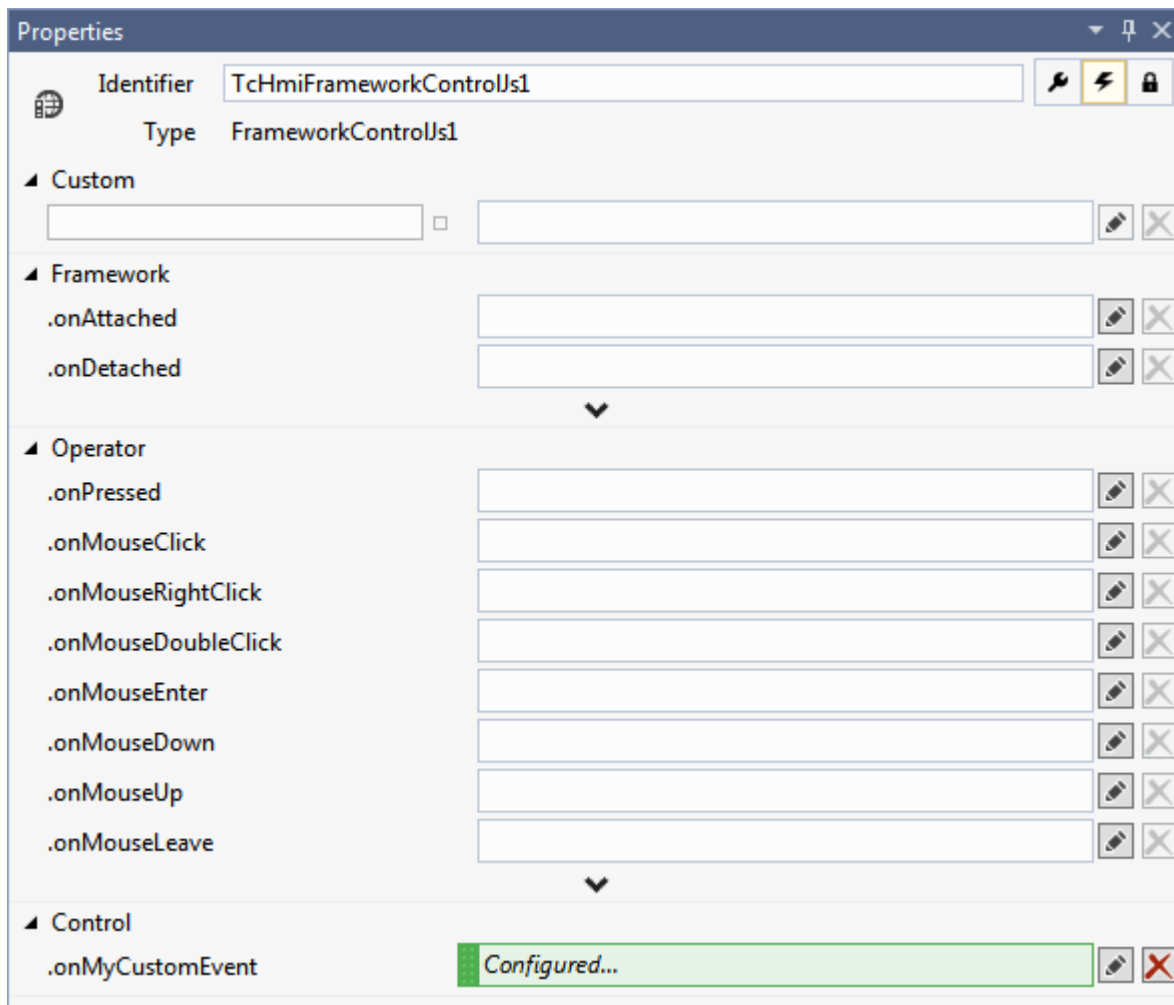 Properties
Identifier TcHmiFrameworkControlJs1
Type FrameworkControlJs1
Custom
Framework
.onAttached
.onDetached
Operator
.onPressed
.onMouseClick
.onMouseRightClick
.onMouseDoubleClick
.onMouseEnter
.onMouseDown
.onMouseUp
.onMouseLeave
Control
.onMyCustomEvent Configured...